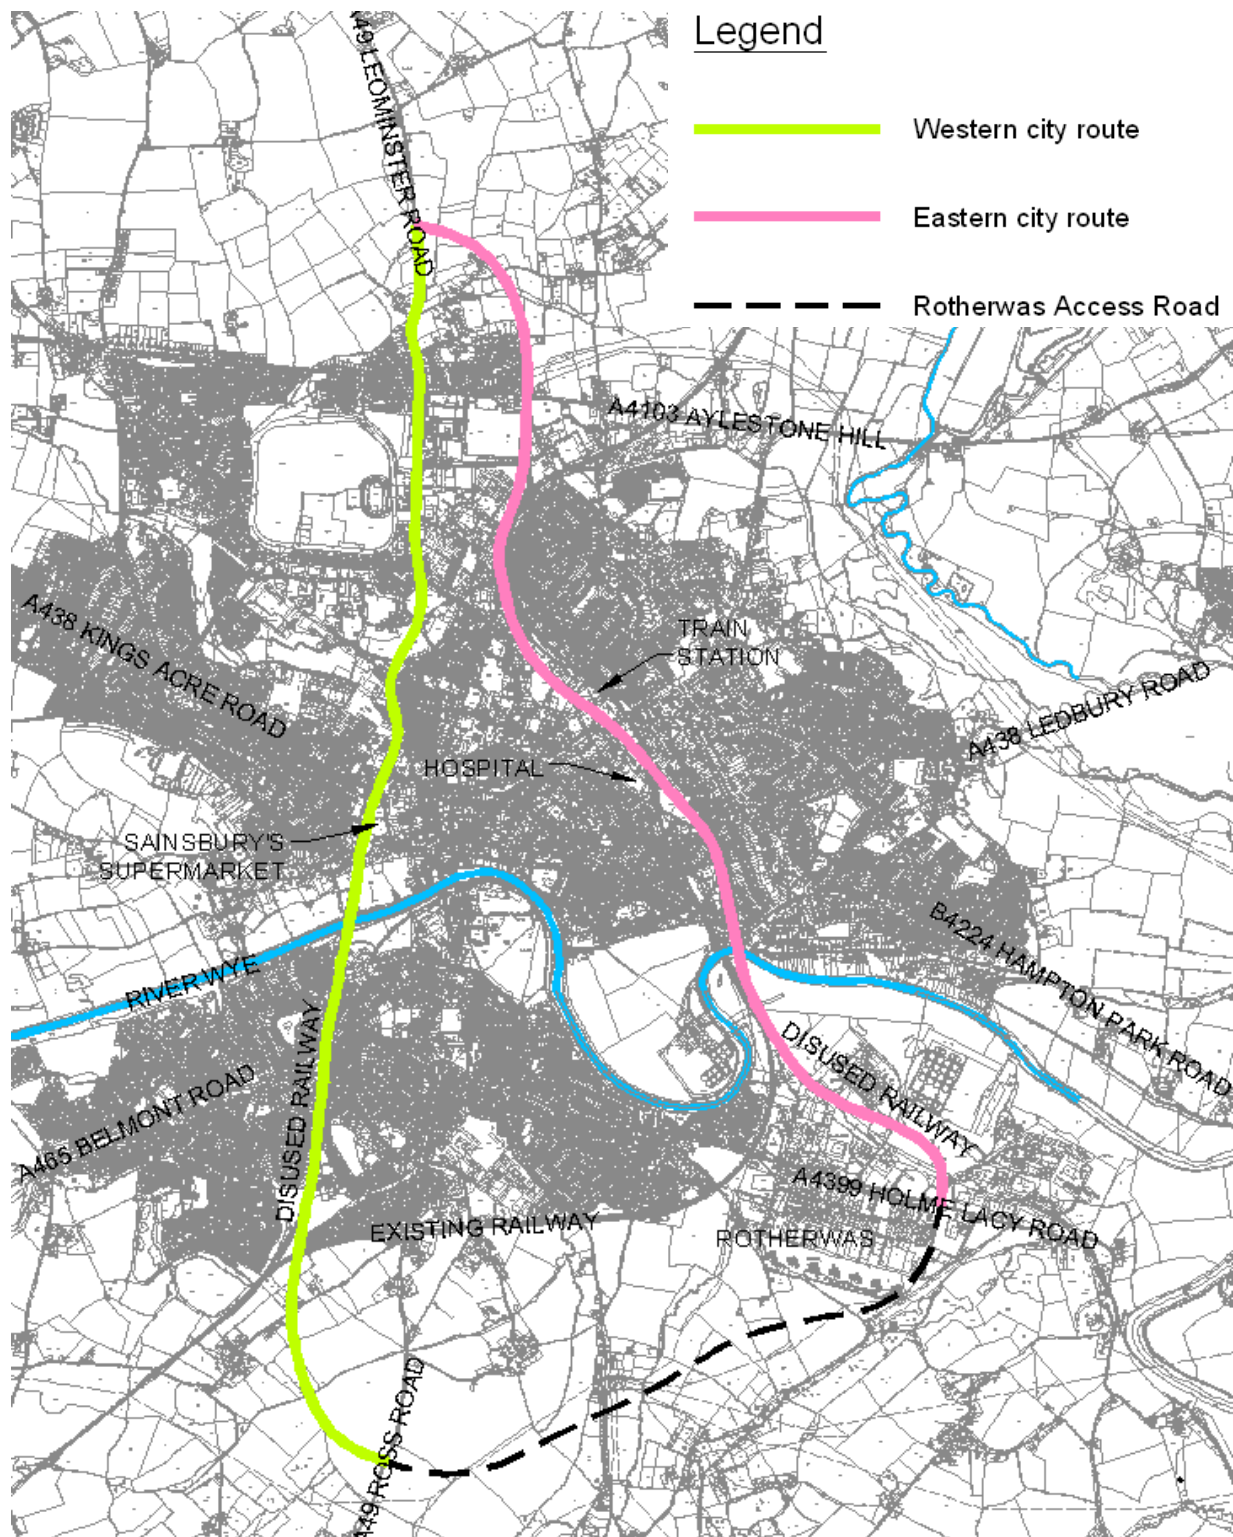 Legend
Western city route
Eastern city route
Rotherwas Access Road
A49 LEOMINSTER ROAD
A4103 AYLESTONE HILL
A438 KINGS ACRE ROAD
TRAIN
STATION
A438 LEDBURY ROAD
HOSPITAL
SAINSBURY'S
SUPERMARKET
B4224 HAMPTON PARK ROAD
RIVER WYE
DISUSED RAILWAY
DISUSED RAILWAY
A465 BELMONT ROAD
A4399 HOLME LACY ROAD
EXISTING RAILWAY
ROTHERWAS
A49 ROSS ROAD